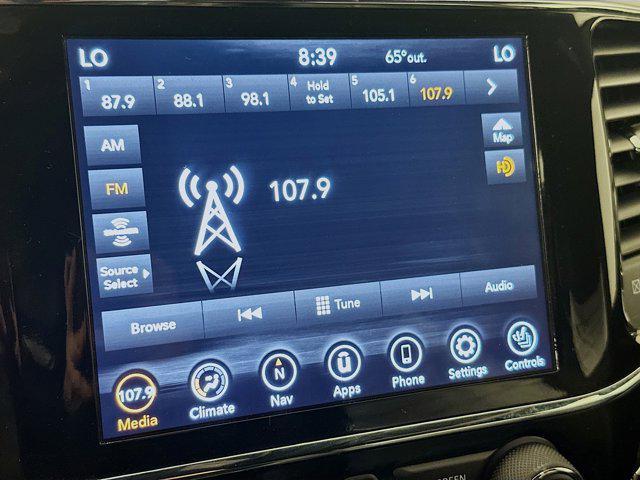 LO 8:39 65°out. LO
1 87.9 2 88.1 3 98.1 4 Hold to Set 5 105.1 6 107.9
AM
Map
FM
HD
107.9
Source Select
Browse Tune Audio
107.9 N U
Media Climate Nav Apps Phone Settings Controls